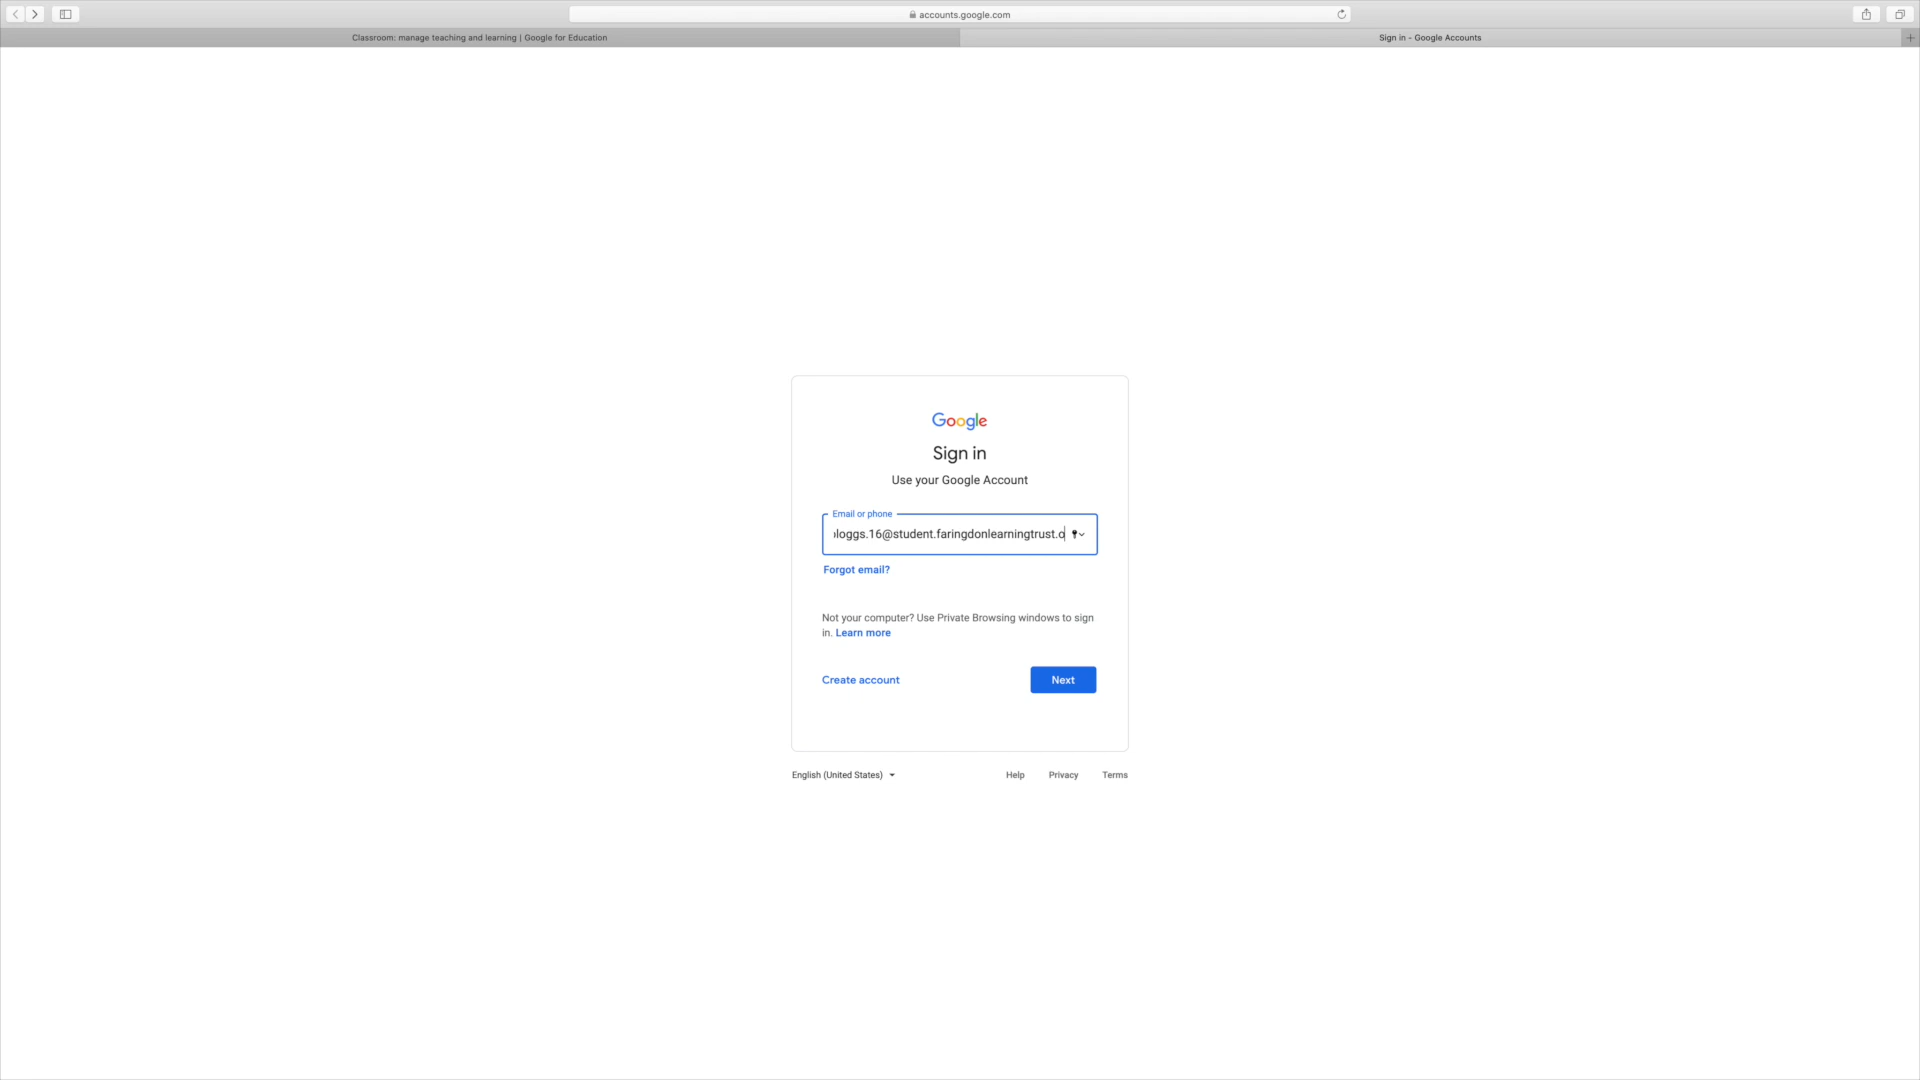 accounts.google.com
Classroom: manage teaching and learning | Google for Education
Sign in - Google Accounts
Google
Sign in
Use your Google Account
Email or phone
loggs.16@student.faringdonlearningtrust.o
Forgot email?
Not your computer? Use Private Browsing windows to sign
in. Learn more
Create account
Next
English (United States)
Help
Privacy
Terms